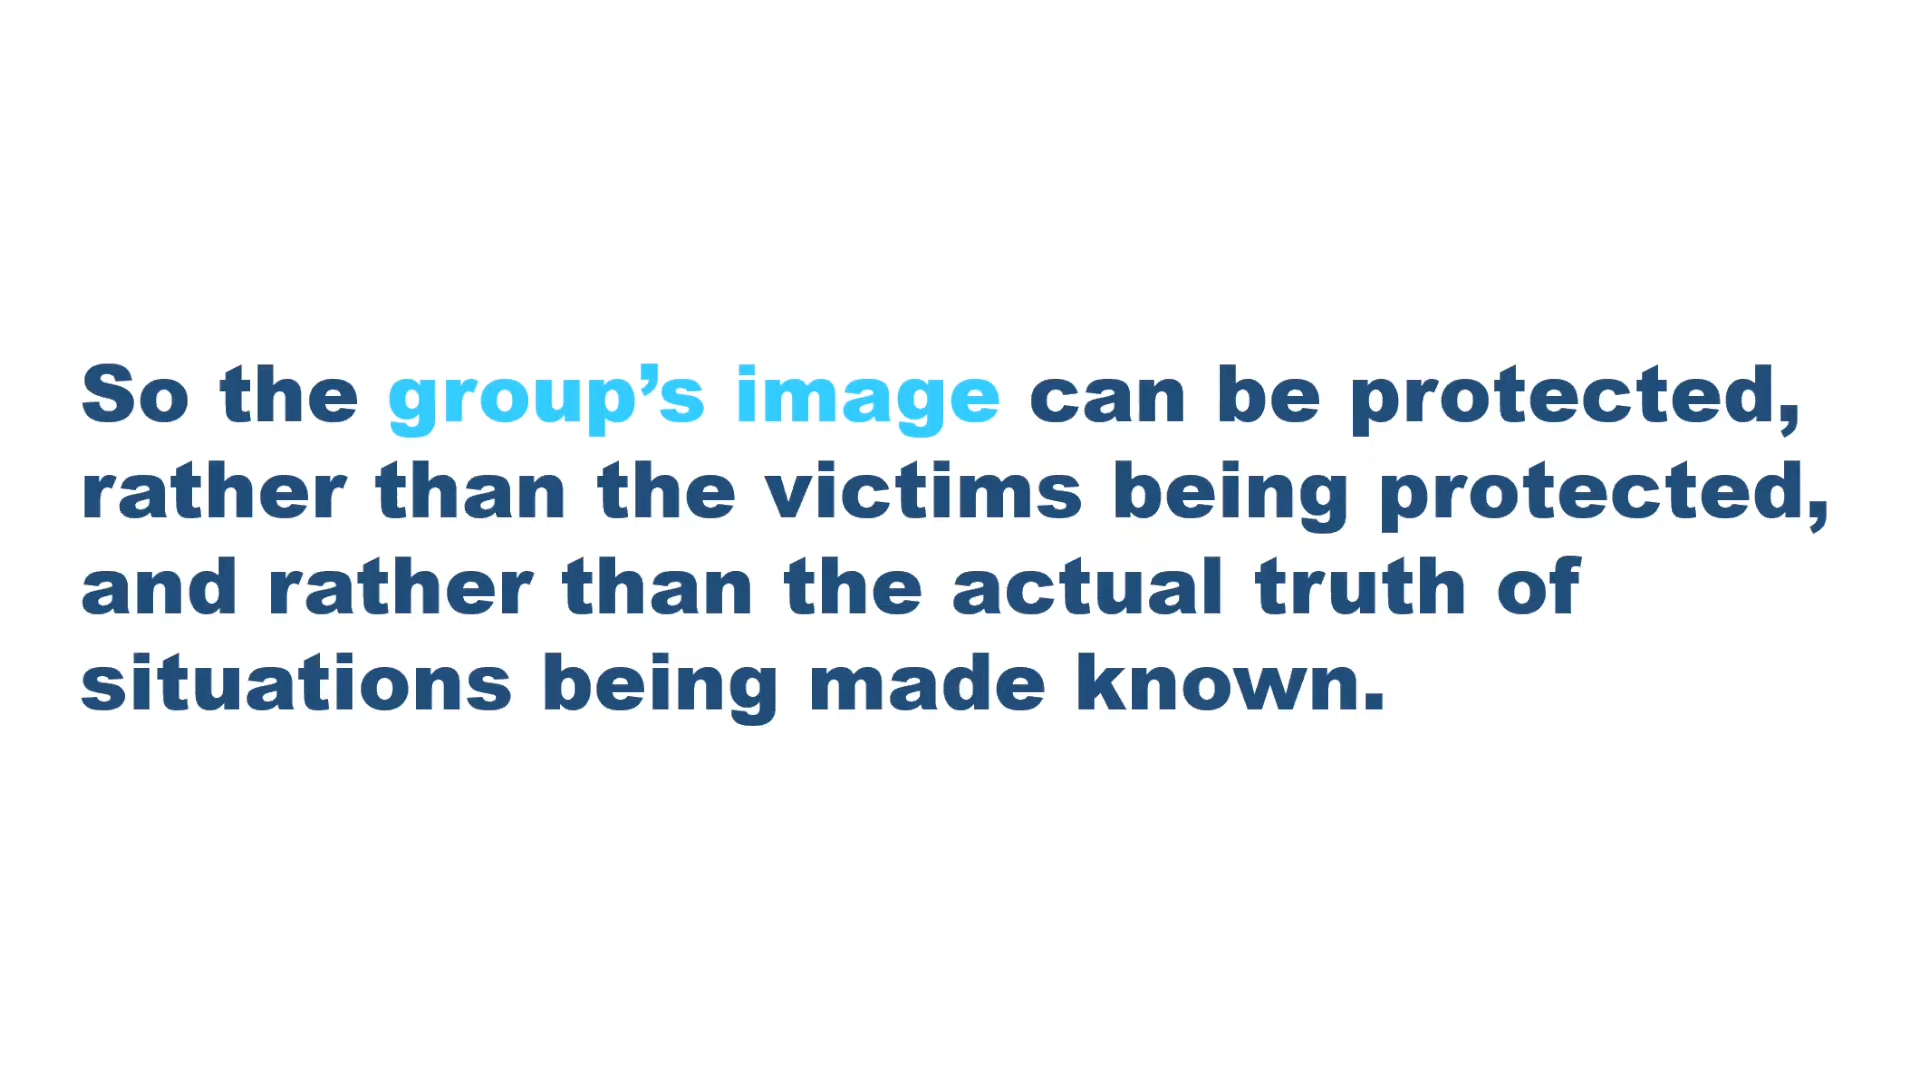 So the group’s image can be protected,
rather than the victims being protected,
and rather than the actual truth of
situations being made known.